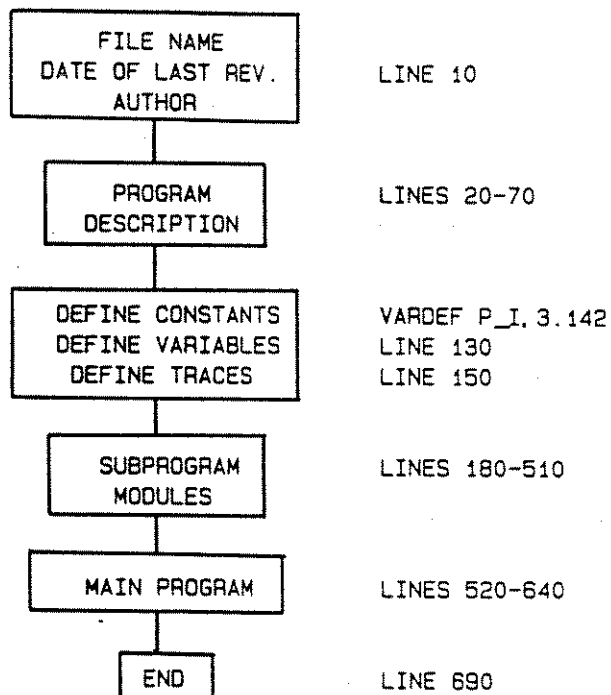 FILE NAME
DATE OF LAST REV.
AUTHOR
LINE 10
PROGRAM
DESCRIPTION
LINES 20-70
DEFINE CONSTANTS
VARDEF P_I, 3.142
DEFINE VARIABLES
LINE 130
DEFINE TRACES
LINE 150
SUBPROGRAM
MODULES
LINES 180-510
MAIN PROGRAM
LINES 520-640
END
LINE 690